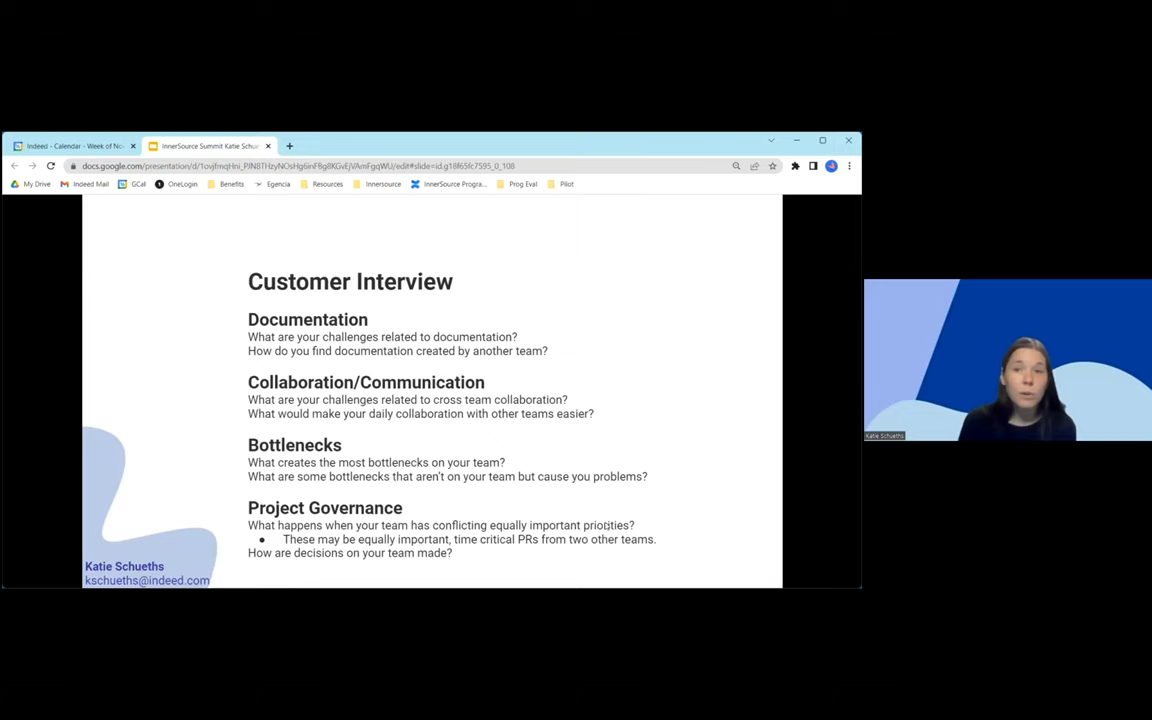 Indeed - Calendar - Week of No
InnerSource Summit Katie Schu
docs.google.com/presentation/d/
My Drive
Indeed Mail
GCal
OneLogin
Benefits
Egencia
Resources
Innersource
InnerSource Progra...
Prog Eval
Pilot
Customer Interview
Documentation
What are your challenges related to documentation?
How do you find documentation created by another team?
Collaboration/Communication
What are your challenges related to cross team collaboration?
What would make your daily collaboration with other teams easier?
Bottlenecks
What creates the most bottlenecks on your team?
What are some bottlenecks that aren't on your team but cause you problems?
Project Governance
What happens when your team has conflicting equally important priorities?
● These may be equally important, time critical PRs from two other teams.
How are decisions on your team made?
Katie Schueths
kschueths@indeed.com
Katie Schueths